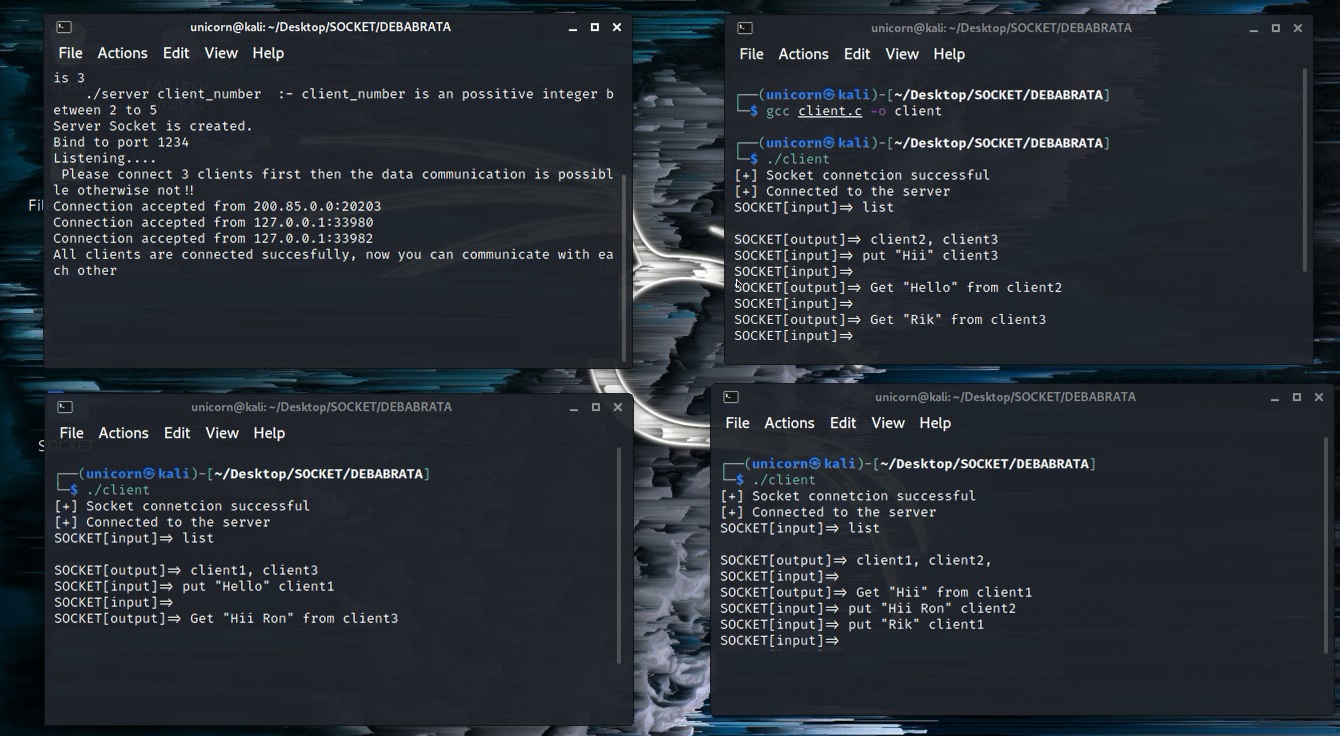 unicorn@kali: ~/Desktop/SOCKET/DEBABRATA
File Actions Edit View Help
is 3
    ./server client_number  :- client_number is an possitive integer b
etween 2 to 5
Server Socket is created.
Bind to port 1234
Listening....
 Please connect 3 clients first then the data communication is possibl
le otherwise not!!
Connection accepted from 200.85.0.0:20203
Connection accepted from 127.0.0.1:33980
Connection accepted from 127.0.0.1:33982
All clients are connected succesfully, now you can communicate with ea
ch other
unicorn@kali: ~/Desktop/SOCKET/DEBABRATA
File Actions Edit View Help
┌──(unicorn㉿kali)-[~/Desktop/SOCKET/DEBABRATA]
└─$ gcc client.c -o client
┌──(unicorn㉿kali)-[~/Desktop/SOCKET/DEBABRATA]
└─$ ./client
[+] Socket connetcion successful
[+] Connected to the server
SOCKET[input]⇒ list
SOCKET[output]⇒ client2, client3
SOCKET[input]⇒ put "Hii" client3
SOCKET[input]⇒
SOCKET[output]⇒ Get "Hello" from client2
SOCKET[input]⇒
SOCKET[output]⇒ Get "Rik" from client3
SOCKET[input]⇒
unicorn@kali: ~/Desktop/SOCKET/DEBABRATA
File Actions Edit View Help
┌──(unicorn㉿kali)-[~/Desktop/SOCKET/DEBABRATA]
└─$ ./client
[+] Socket connetcion successful
[+] Connected to the server
SOCKET[input]⇒ list
SOCKET[output]⇒ client1, client3
SOCKET[input]⇒ put "Hello" client1
SOCKET[input]⇒
SOCKET[output]⇒ Get "Hii Ron" from client3
unicorn@kali: ~/Desktop/SOCKET/DEBABRATA
File Actions Edit View Help
┌──(unicorn㉿kali)-[~/Desktop/SOCKET/DEBABRATA]
└─$ ./client
[+] Socket connetcion successful
[+] Connected to the server
SOCKET[input]⇒ list
SOCKET[output]⇒ client1, client2,
SOCKET[input]⇒
SOCKET[output]⇒ Get "Hii" from client1
SOCKET[input]⇒ put "Hii Ron" client2
SOCKET[input]⇒ put "Rik" client1
SOCKET[input]⇒